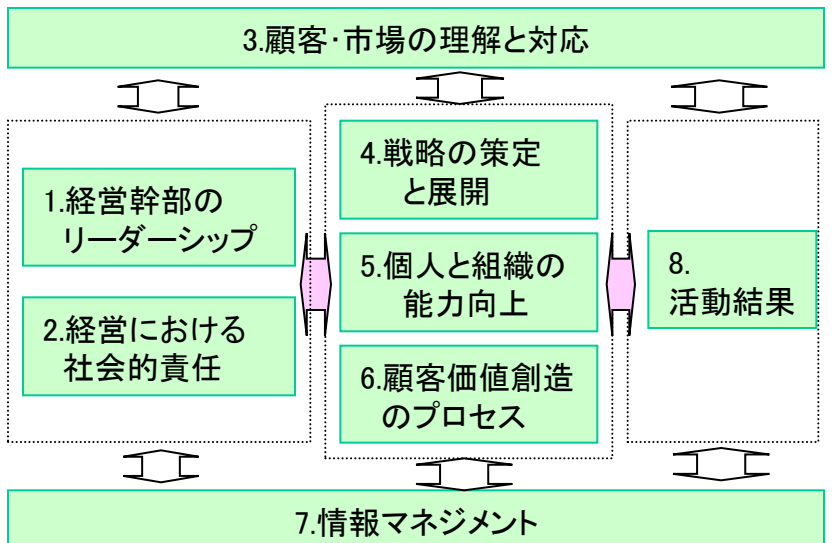 3.顧客・市場の理解と対応
1.経営幹部の
リーダーシップ
2.経営における
社会的責任
4.戦略の策定
と展開
5.個人と組織の
能力向上
6.顧客価値創造
のプロセス
8.
活動結果
7.情報マネジメント